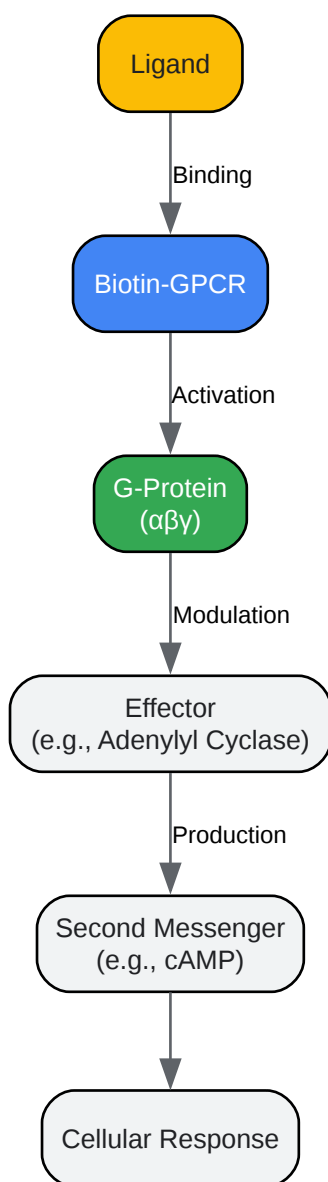 Ligand
Binding
Biotin-GPCR
Activation
G-Protein
(αβγ)
Modulation
Effector
(e.g., Adenylyl Cyclase)
Production
Second Messenger
(e.g., cAMP)
Cellular Response